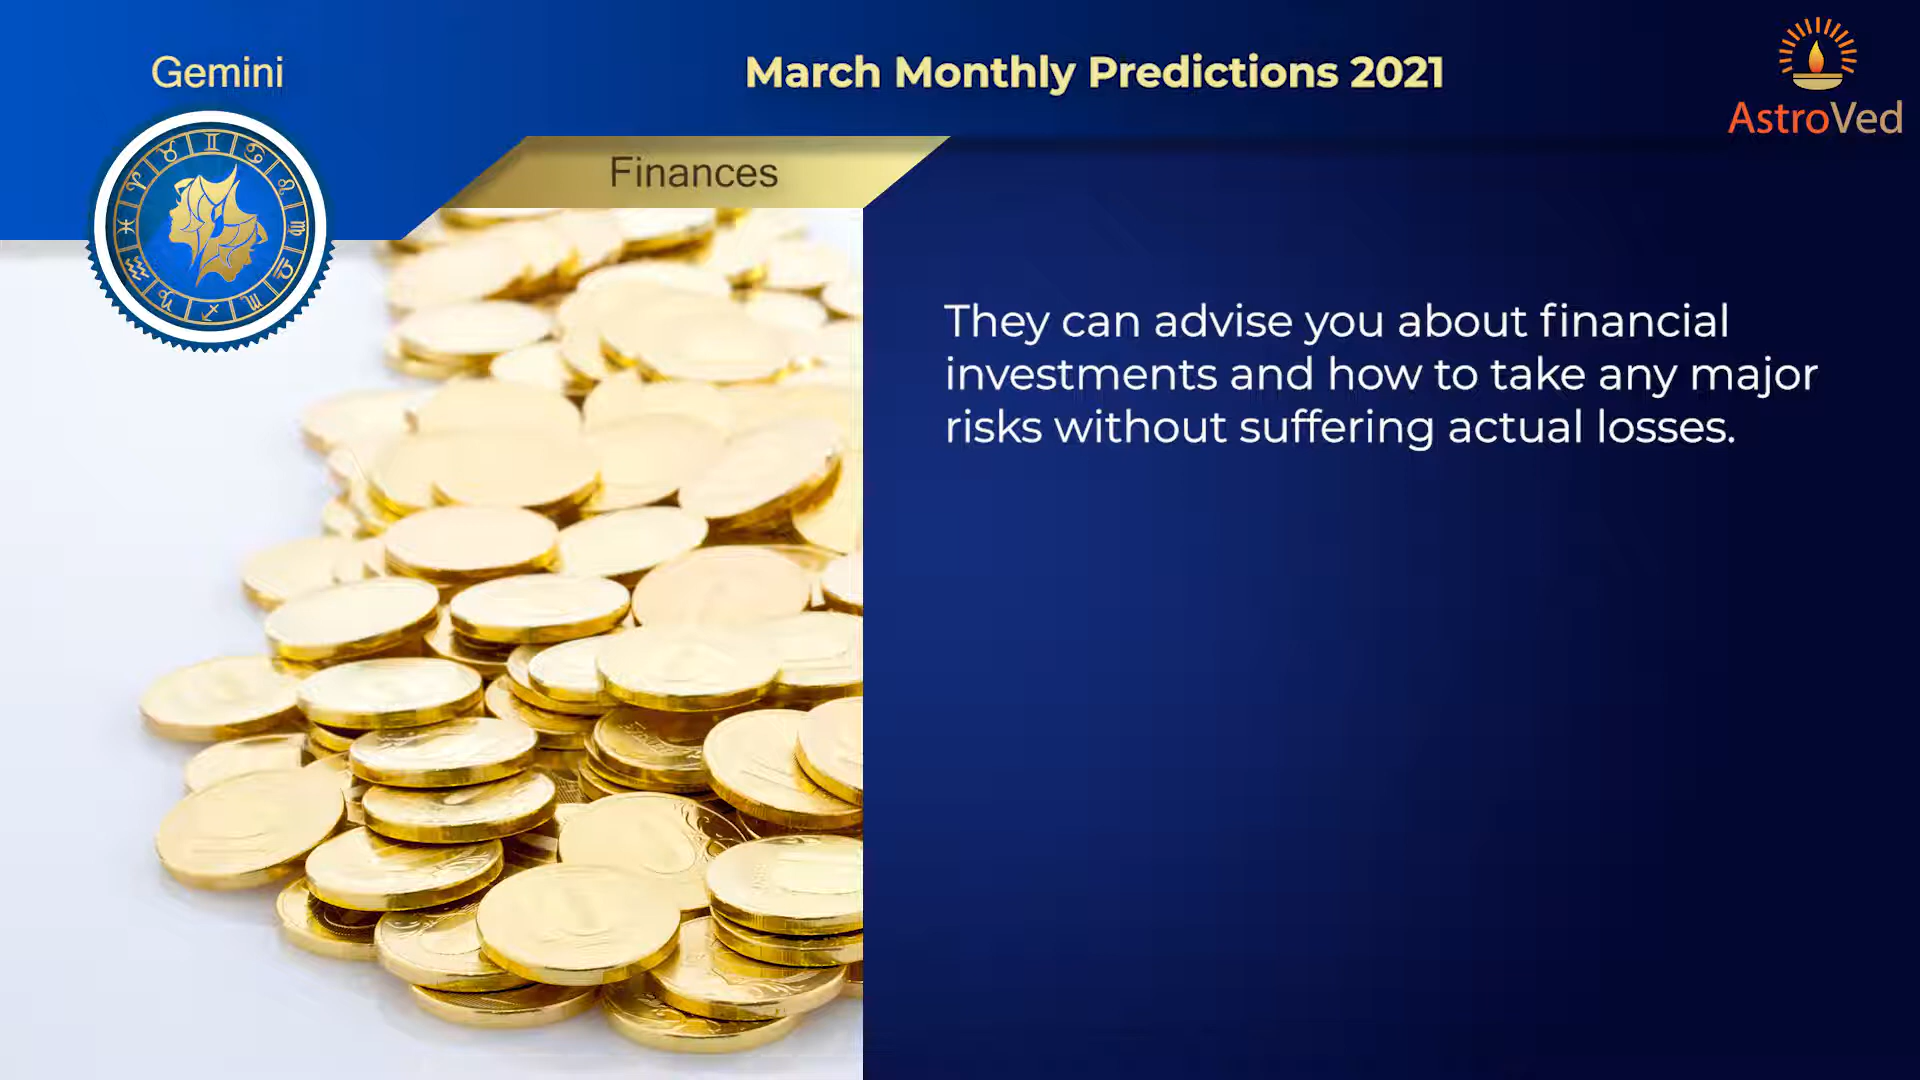 Gemini
March Monthly Predictions 2021
AstroVed
Finances
They can advise you about financial
investments and how to take any major
risks without suffering actual losses.